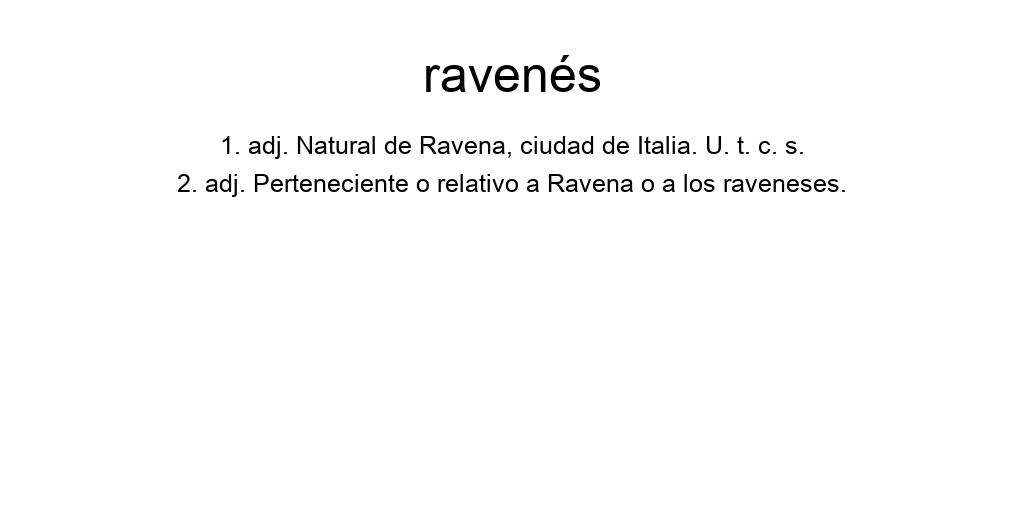 ravenés
1. adj. Natural de Ravena, ciudad de Italia. U. t. c. s.
2. adj. Perteneciente o relativo a Ravena o a los raveneses.